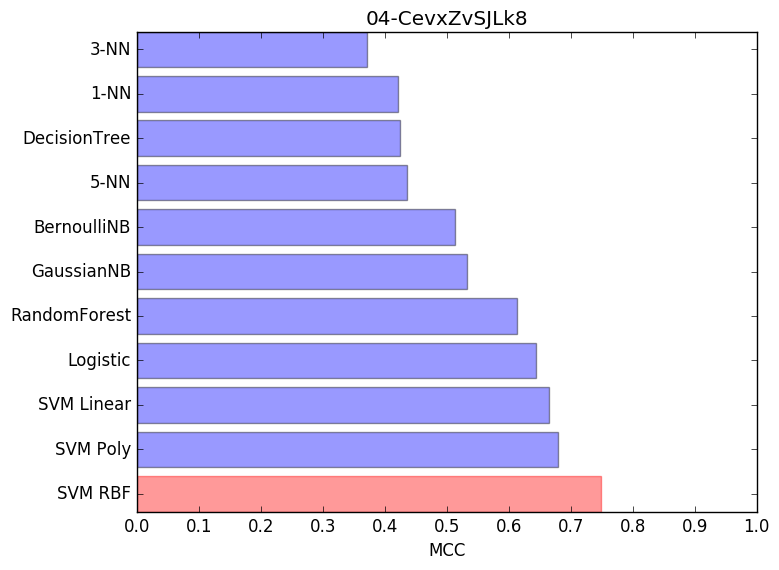 04-CevxZvSJLk8
3-NN
1-NN
DecisionTree
5-NN
BernoulliNB
GaussianNB
RandomForest
Logistic
SVM Linear
SVM Poly
SVM RBF
0.0 0.1 0.2 0.3 0.4 0.5 0.6 0.7 0.8 0.9 1.0
MCC